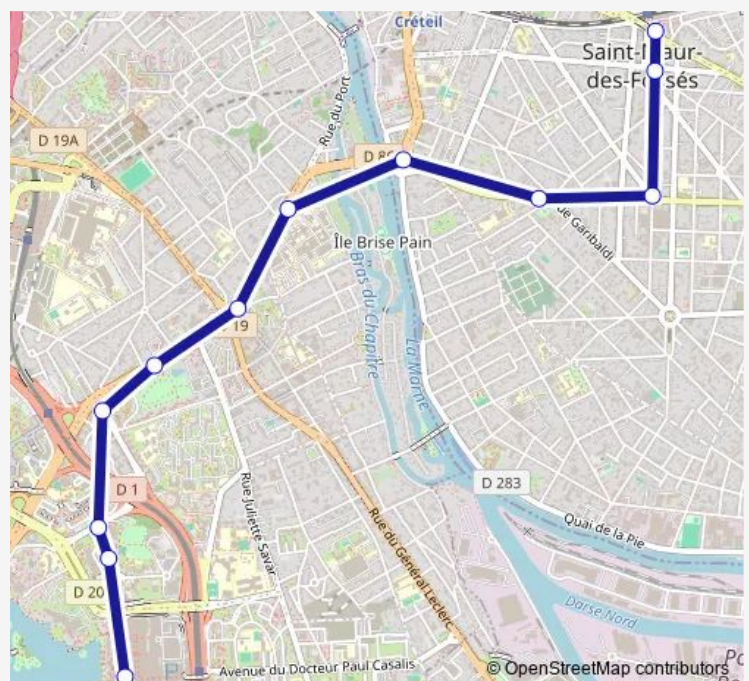 Créteil
Saint-Maur-
des-Fossés
Rue du Port
D 19A
D 86
Rue Garibaldi
Île Brise Pain
Bras du Chapitre
D 19
La Marne
D 1
D 283
Rue Juliette Savar
Rue du Général Leclerc
Quai de la Pie
D 20
Darse Nord
Avenue du Docteur Paul Casalis
© OpenStreetMap contributors